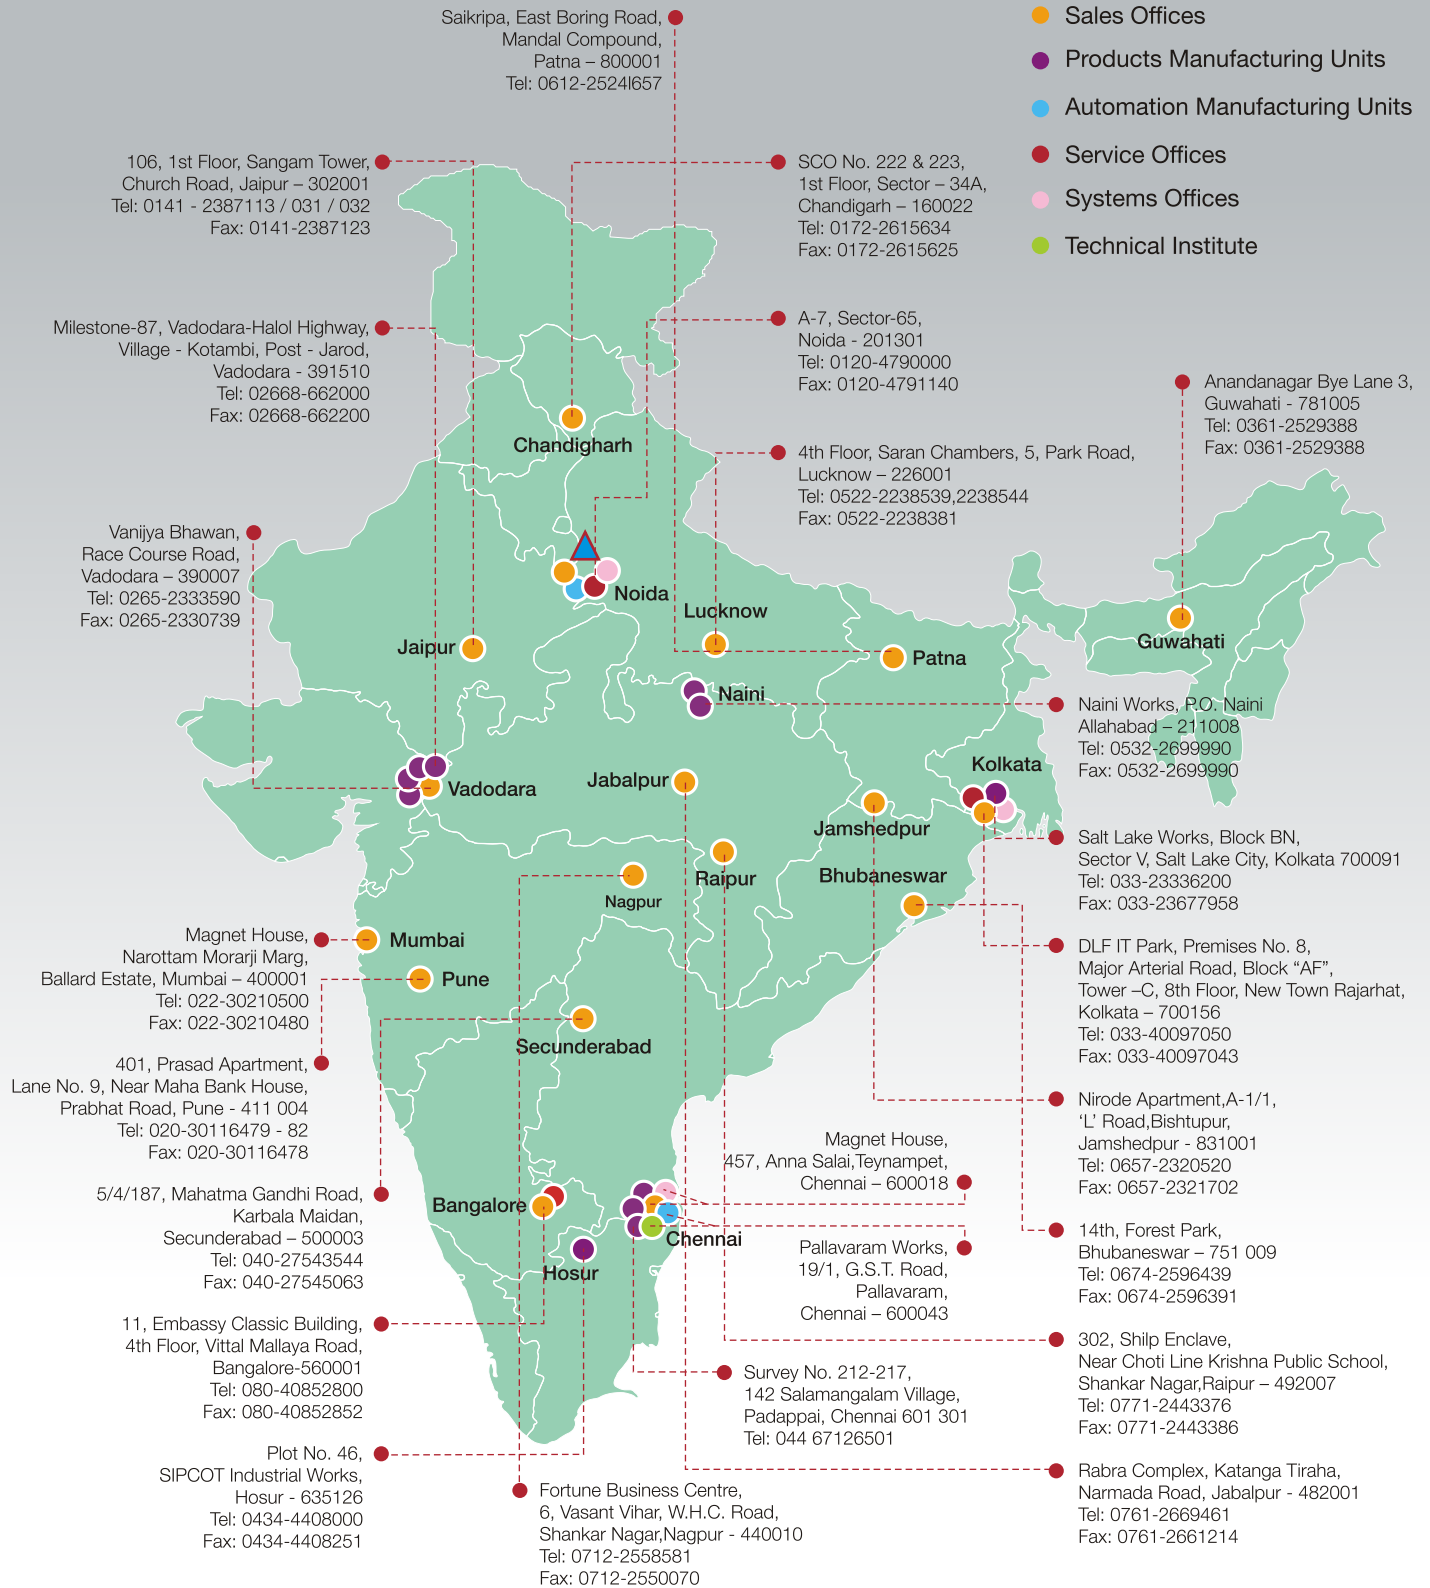 Saikripa, East Boring Road,
Mandal Compound,
Patna – 800001
Tel: 0612-2524l657
Sales Offices
Products Manufacturing Units
Automation Manufacturing Units
Service Offices
Systems Offices
Technical Institute
106, 1st Floor, Sangam Tower,
Church Road, Jaipur – 302001
Tel: 0141 - 2387113 / 031 / 032
Fax: 0141-2387123
SCO No. 222 & 223,
1st Floor, Sector – 34A,
Chandigarh – 160022
Tel: 0172-2615634
Fax: 0172-2615625
Milestone-87, Vadodara-Halol Highway,
Village - Kotambi, Post - Jarod,
Vadodara - 391510
Tel: 02668-662000
Fax: 02668-662200
A-7, Sector-65,
Noida - 201301
Tel: 0120-4790000
Fax: 0120-4791140
Anandanagar Bye Lane 3,
Guwahati - 781005
Tel: 0361-2529388
Fax: 0361-2529388
4th Floor, Saran Chambers, 5, Park Road,
Lucknow – 226001
Tel: 0522-2238539,2238544
Fax: 0522-2238381
Vanijya Bhawan,
Race Course Road,
Vadodara – 390007
Tel: 0265-2333590
Fax: 0265-2330739
Chandigharh
Noida
Lucknow
Jaipur
Patna
Guwahati
Naini
Naini Works, P.O. Naini
Allahabad – 211008
Tel: 0532-2699990
Fax: 0532-2699990
Kolkata
Vadodara
Jabalpur
Jamshedpur
Raipur
Bhubaneswar
Nagpur
Mumbai
Pune
Secunderabad
Bangalore
Chennai
Hosur
Salt Lake Works, Block BN,
Sector V, Salt Lake City, Kolkata 700091
Tel: 033-23336200
Fax: 033-23677958
DLF IT Park, Premises No. 8,
Major Arterial Road, Block “AF”,
Tower –C, 8th Floor, New Town Rajarhat,
Kolkata – 700156
Tel: 033-40097050
Fax: 033-40097043
Magnet House,
Narottam Morarji Marg,
Ballard Estate, Mumbai – 400001
Tel: 022-30210500
Fax: 022-30210480
401, Prasad Apartment,
Lane No. 9, Near Maha Bank House,
Prabhat Road, Pune - 411 004
Tel: 020-30116479 - 82
Fax: 020-30116478
Nirode Apartment,A-1/1,
‘L’ Road,Bishtupur,
Jamshedpur - 831001
Tel: 0657-2320520
Fax: 0657-2321702
Magnet House,
457, Anna Salai,Teynampet,
Chennai – 600018
5/4/187, Mahatma Gandhi Road,
Karbala Maidan,
Secunderabad – 500003
Tel: 040-27543544
Fax: 040-27545063
Pallavaram Works,
19/1, G.S.T. Road,
Pallavaram,
Chennai – 600043
14th, Forest Park,
Bhubaneswar – 751 009
Tel: 0674-2596439
Fax: 0674-2596391
11, Embassy Classic Building,
4th Floor, Vittal Mallaya Road,
Bangalore-560001
Tel: 080-40852800
Fax: 080-40852852
302, Shilp Enclave,
Near Choti Line Krishna Public School,
Shankar Nagar,Raipur – 492007
Tel: 0771-2443376
Fax: 0771-2443386
Survey No. 212-217,
142 Salamangalam Village,
Padappai, Chennai 601 301
Tel: 044 67126501
Plot No. 46,
SIPCOT Industrial Works,
Hosur - 635126
Tel: 0434-4408000
Fax: 0434-4408251
Fortune Business Centre,
6, Vasant Vihar, W.H.C. Road,
Shankar Nagar,Nagpur - 440010
Tel: 0712-2558581
Fax: 0712-2550070
Rabra Complex, Katanga Tiraha,
Narmada Road, Jabalpur - 482001
Tel: 0761-2669461
Fax: 0761-2661214